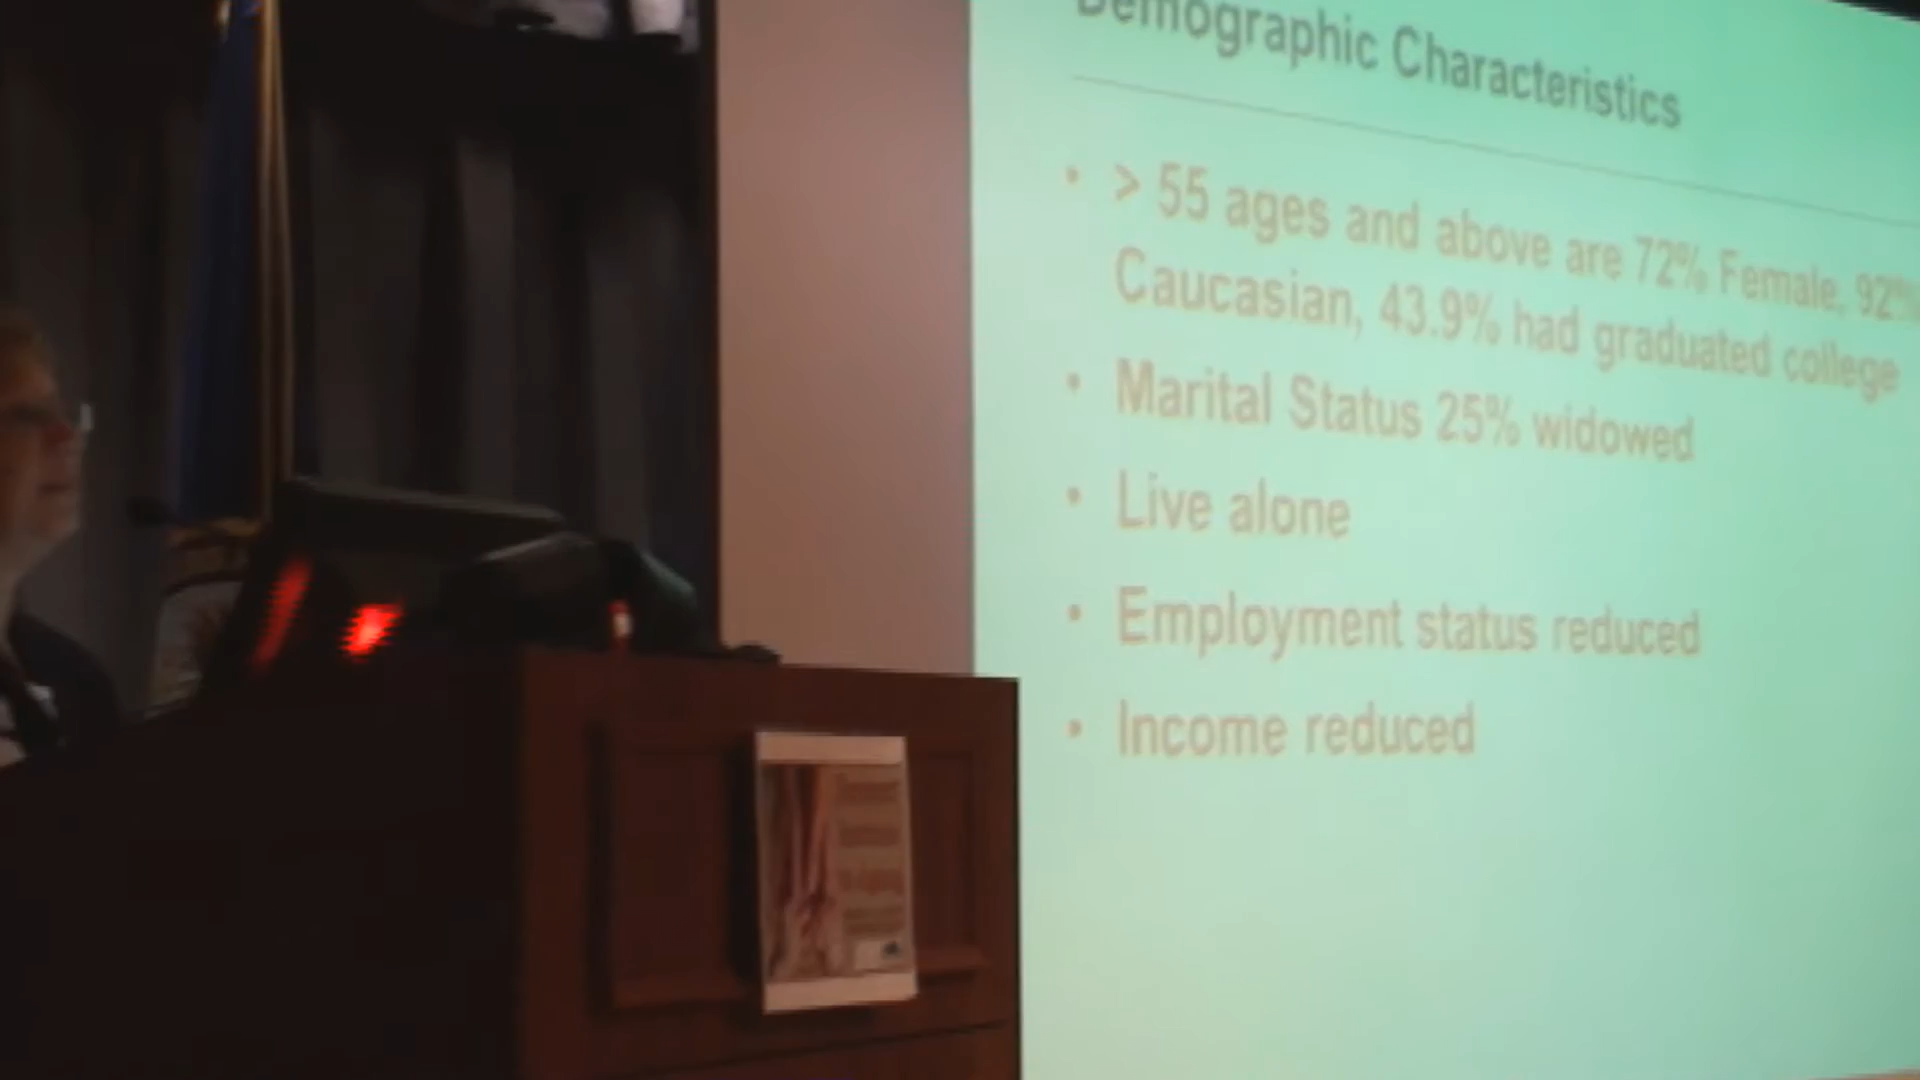 Demographic Characteristics
• > 55 ages and above are 72% Female, 92%
Caucasian, 43.9% had graduated college
• Marital Status 25% widowed
• Live alone
• Employment status reduced
• Income reduced